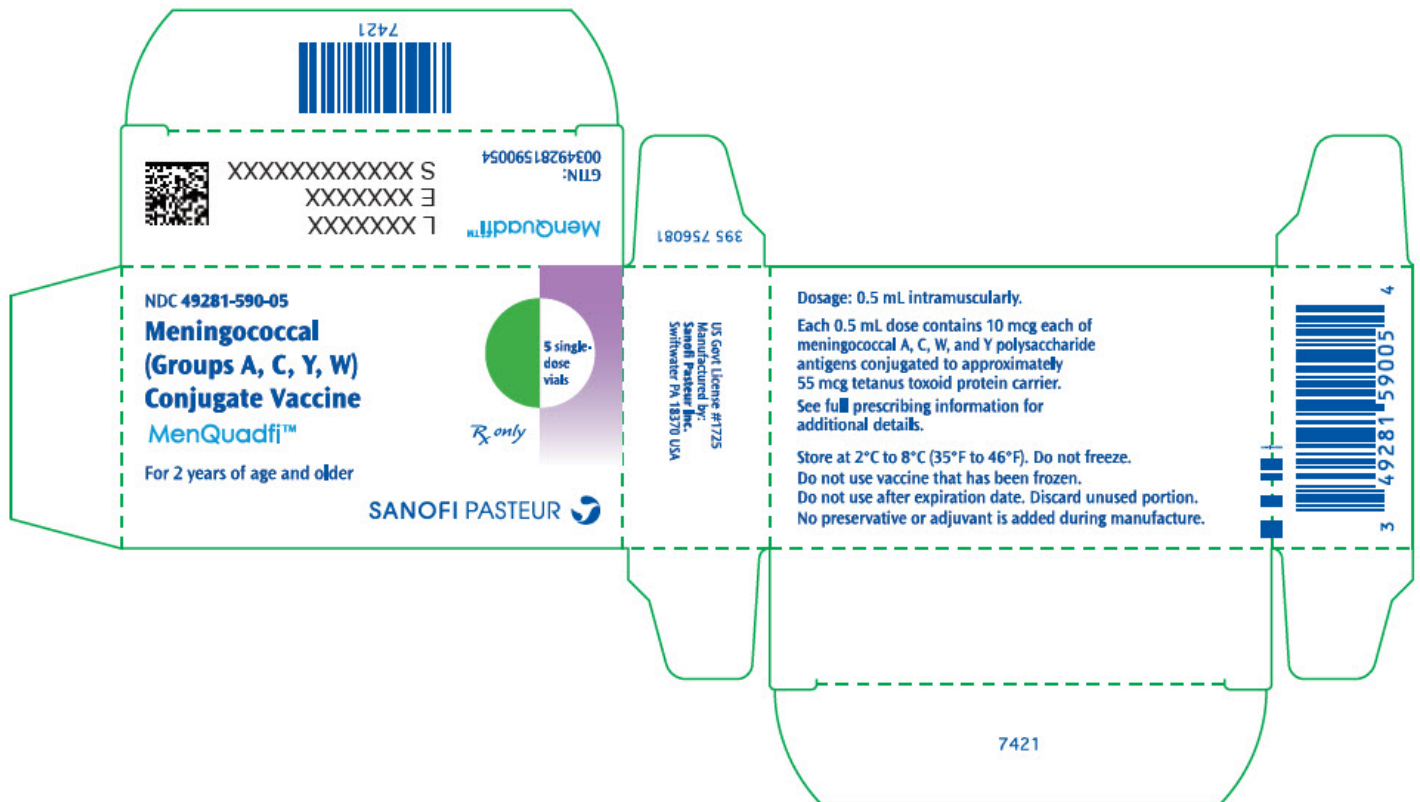 7421
GTIN:
00349281590054
MenQuadfi™
S XXXXXXXXXXXXX
E XXXXXXX
L XXXXXXX
395 756081
NDC 49281-590-05
Meningococcal
(Groups A, C, Y, W)
Conjugate Vaccine
MenQuadfi™
For 2 years of age and older
5 single-
dose
vials
Rx only
SANOFI PASTEUR
US Govt License #1725
Manufactured by:
Sanofi Pasteur Inc.
Swiftwater PA 18370 USA
Dosage: 0.5 mL intramuscularly.
Each 0.5 mL dose contains 10 mcg each of
meningococcal A, C, W, and Y polysaccharide
antigens conjugated to approximately
55 mcg tetanus toxoid protein carrier.
See full prescribing information for
additional details.
Store at 2°C to 8°C (35°F to 46°F). Do not freeze.
Do not use vaccine that has been frozen.
Do not use after expiration date. Discard unused portion.
No preservative or adjuvant is added during manufacture.
3 49281 59005 4
7421